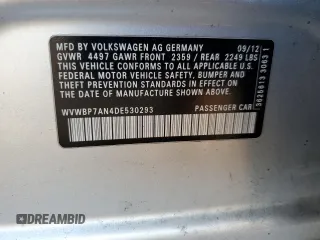 MFD BY VOLKSWAGEN AG GERMANY 09/12
GVWR 4497 GAWR FRONT 2359 / REAR 2249 LBS
THIS VEHICLE CONFORMS TO ALL APPLICABLE
FEDERAL MOTOR VEHICLE SAFETY, BUMPER, AND
THEFT PREVENTION STANDARDS IN EFFECT ON THE
DATE OF MANUFACTURE SHOWN ABOVE.
WVWBP7AN4DE530293 PASSENGER CAR
DREAMBID